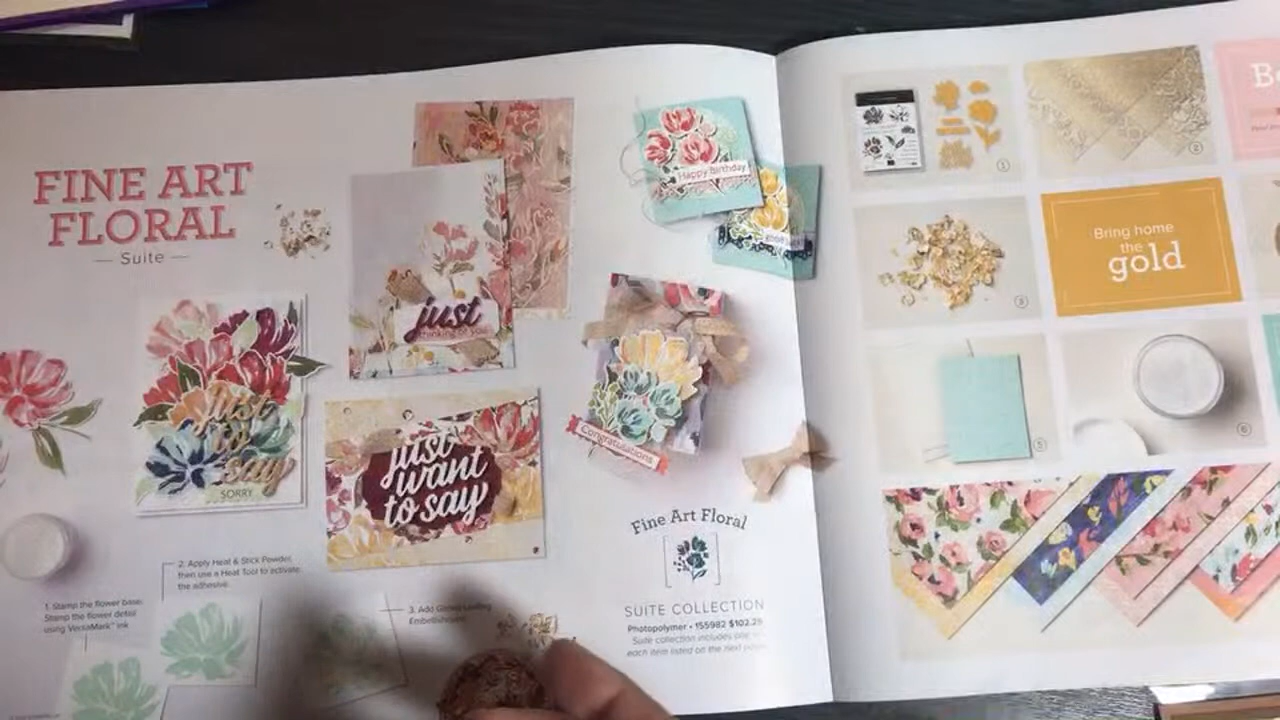 FINE ART
FLORAL
Suite
just
thinking of you
Happy Birthday
just
to
say
SORRY
just
want
to say
Congratulations
2. Apply Heat & Stick Powder,
then use a Heat Tool to activate
the adhesive.
1. Stamp the flower base.
Stamp the flower detail
using VersaMark™ ink
3. Add Gilded Leafing
Embellishment
Fine Art Floral
SUITE COLLECTION
Photopolymer • 155982 $102.25
Suite collection includes one
each item listed on the next
1
2
3
Bring home
the
gold
5
6